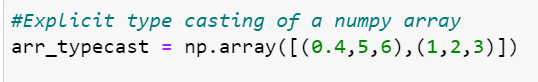 #Explicit type casting of a numpy array
arr_typecast = np.array([(0.4,5,6),(1,2,3)])